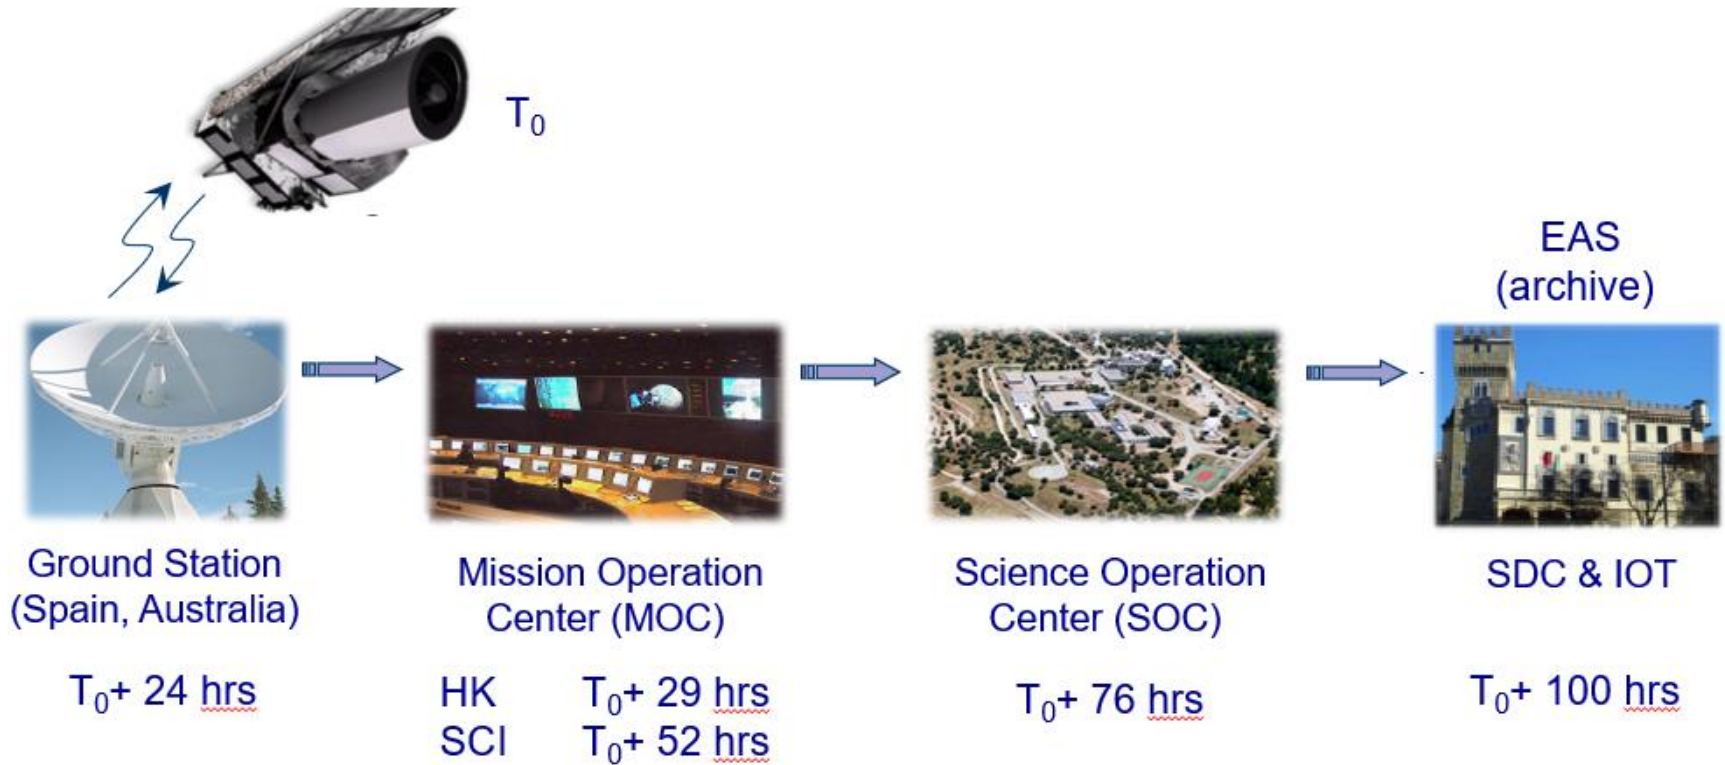 T₀
EAS
(archive)
Ground Station
(Spain, Australia)
T₀+ 24 hrs
Mission Operation
Center (MOC)
HK T₀+ 29 hrs
SCI T₀+ 52 hrs
Science Operation
Center (SOC)
T₀+ 76 hrs
SDC & IOT
T₀+ 100 hrs